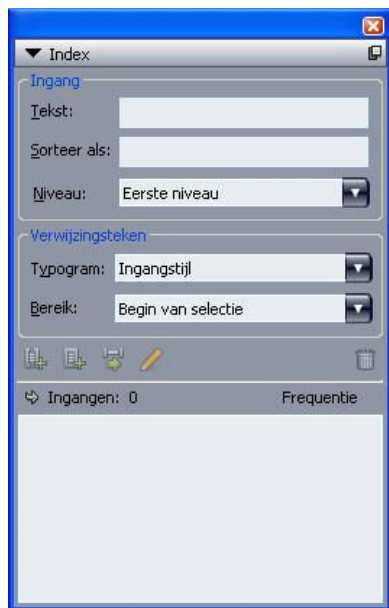 Index
Ingang
Tekst:
Sorteer als:
Niveau: Eerste niveau
Verwijzingsteken
Typogram: Ingangstijl
Bereik: Begin van selectie
Ingangen: 0 Frequentie